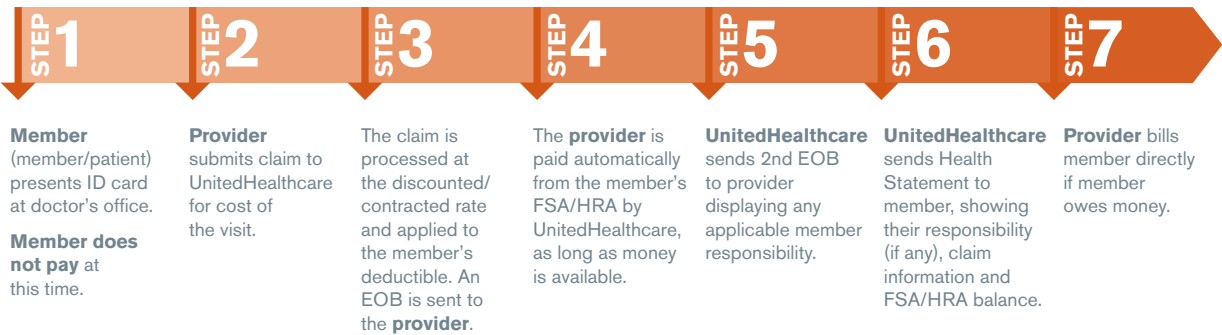 STEP 1
STEP 2
STEP 3
STEP 4
STEP 5
STEP 6
STEP 7
Member
(member/patient)
presents ID card
at doctor's office.
Member does
not pay at
this time.
Provider
submits claim to
UnitedHealthcare
for cost of
the visit.
The claim is
processed at
the discounted/
contracted rate
and applied to
the member's
deductible. An
EOB is sent to
the provider.
The provider is
paid automatically
from the member's
FSA/HRA by
UnitedHealthcare,
as long as money
is available.
UnitedHealthcare
sends 2nd EOB
to provider
displaying any
applicable member
responsibility.
UnitedHealthcare
sends Health
Statement to
member, showing
their responsibility
(if any), claim
information and
FSA/HRA balance.
Provider bills
member directly
if member
owes money.